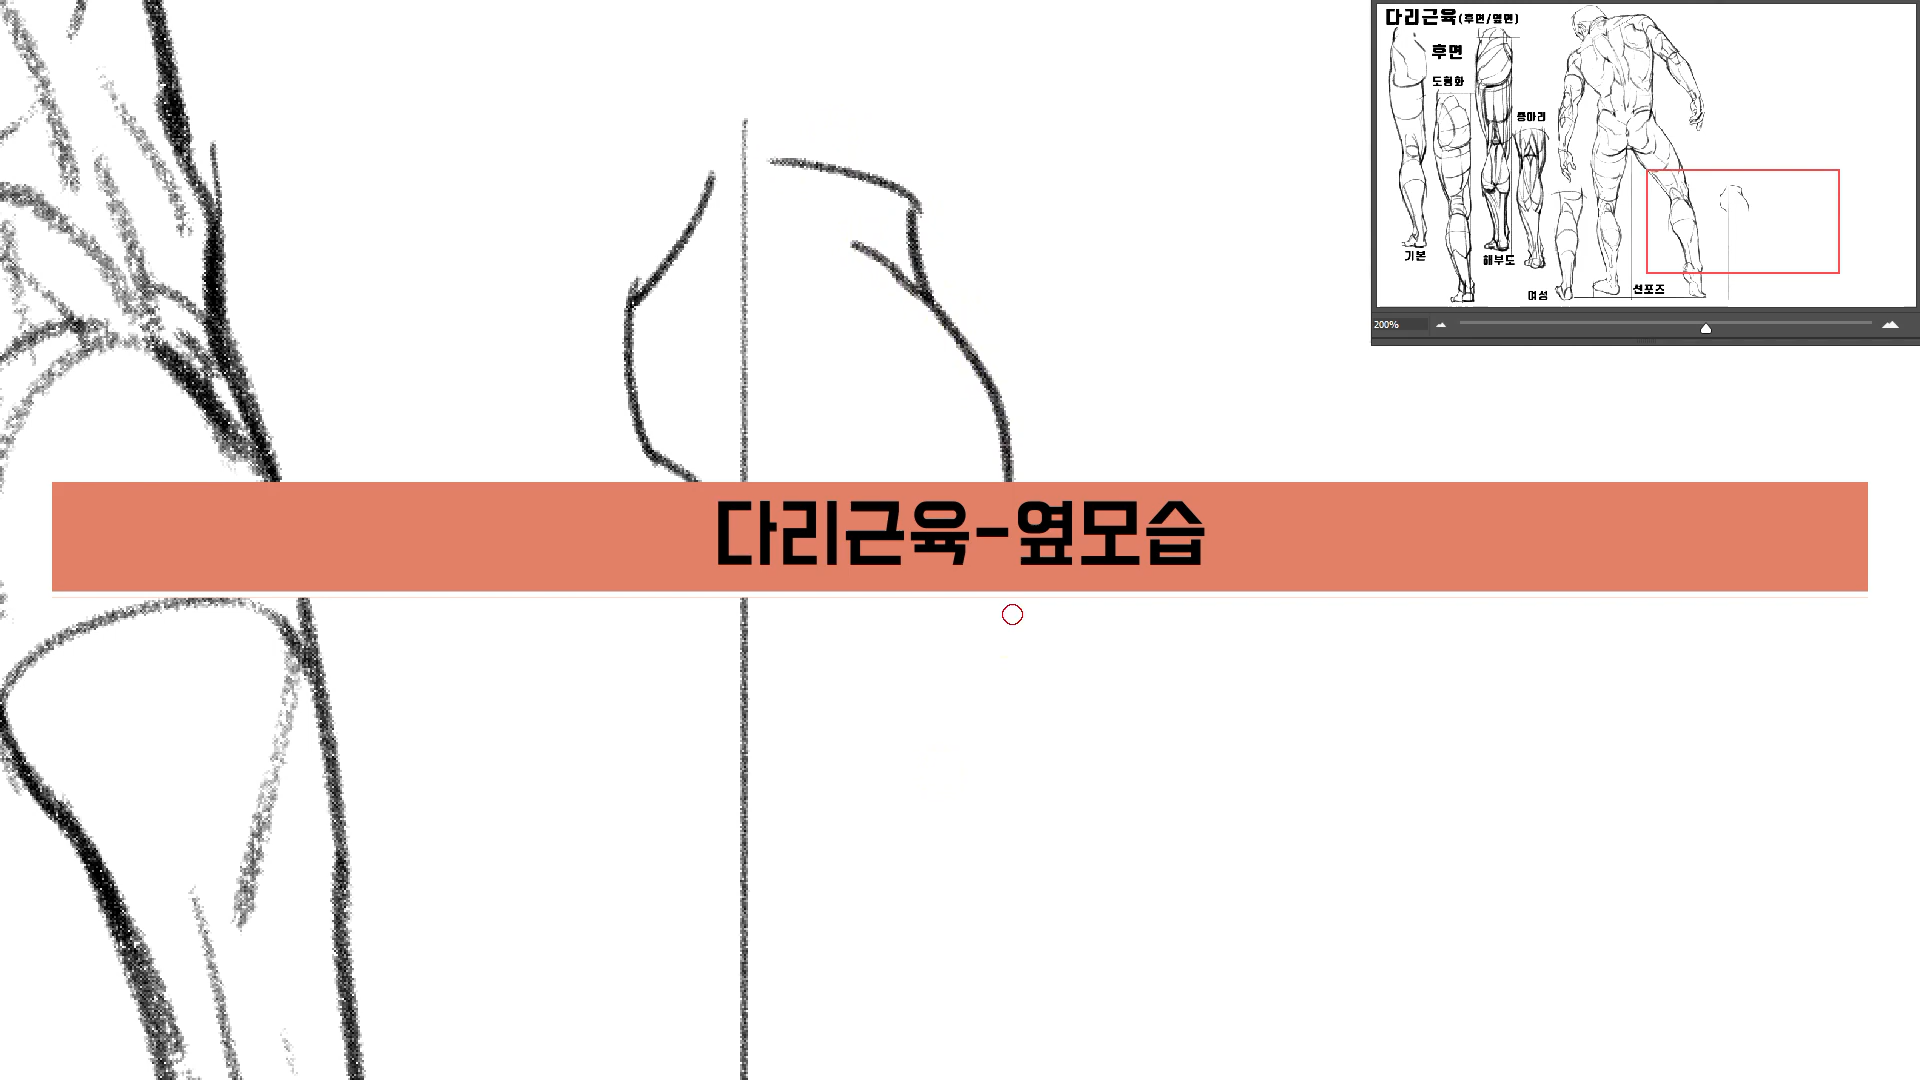 다리근육(후면/옆면)
후면
도형화
종아리
기본
해부도
여성
선포즈
200%
다리근육-옆모습